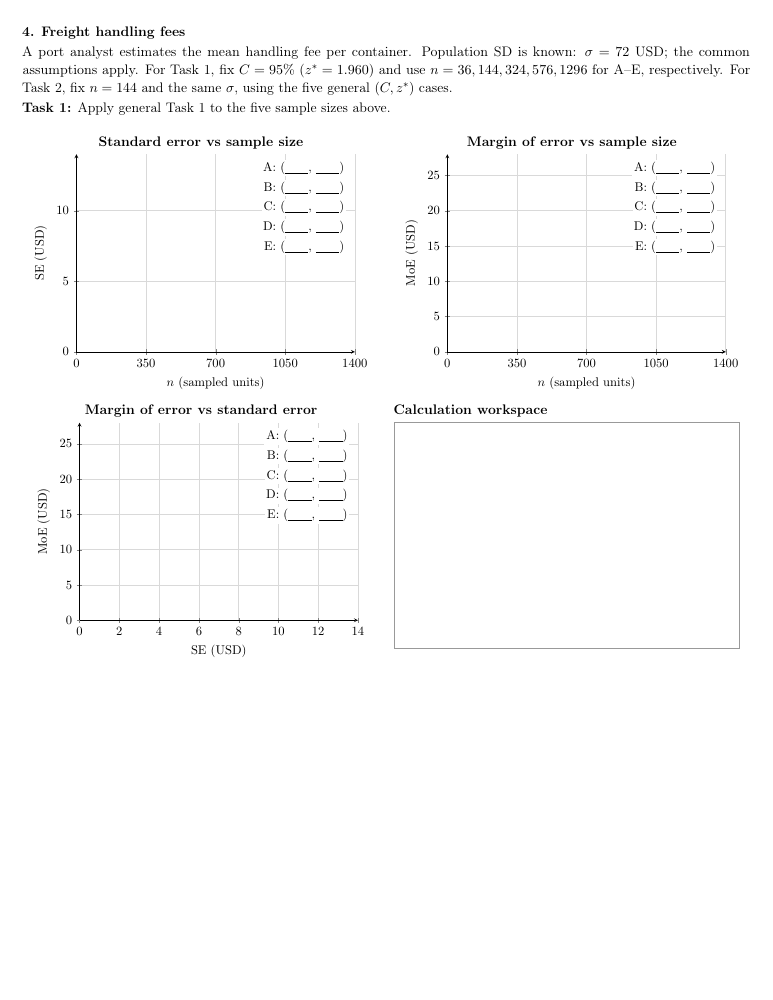 4. Freight handling fees
A port analyst estimates the mean handling fee per container. Population SD is known: σ = 72 USD; the common
assumptions apply. For Task 1, fix C = 95% (z* = 1.960) and use n = 36, 144, 324, 576, 1296 for A–E, respectively. For
Task 2, fix n = 144 and the same σ, using the five general (C, z*) cases.
Task 1: Apply general Task 1 to the five sample sizes above.
Standard error vs sample size
A: (___, ___)
B: (___, ___)
C: (___, ___)
D: (___, ___)
E: (___, ___)
10
5
0
SE (USD)
0 350 700 1050 1400
n (sampled units)
Margin of error vs sample size
A: (___, ___)
B: (___, ___)
C: (___, ___)
D: (___, ___)
E: (___, ___)
25
20
15
10
5
0
MoE (USD)
0 350 700 1050 1400
n (sampled units)
Margin of error vs standard error
A: (___, ___)
B: (___, ___)
C: (___, ___)
D: (___, ___)
E: (___, ___)
25
20
15
10
5
0
MoE (USD)
0 2 4 6 8 10 12 14
SE (USD)
Calculation workspace